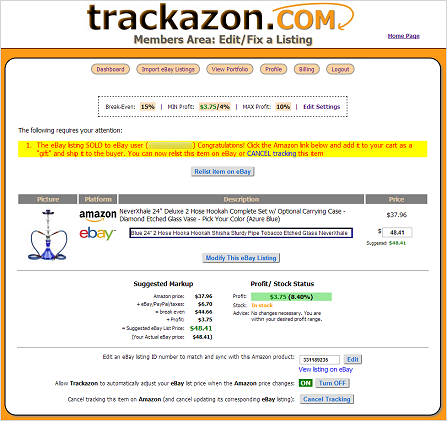 trackazon.COM
Members Area: Edit/Fix a Listing
Home Page
Dashboard Import eBay Listings View Portfolio Profile Billing Logout
Break-Even: 15% | MIN Profit: $3.75/4% | MAX Profit: 10% | Edit Settings
The following requires your attention:
1. The eBay listing SOLD to eBay user ( ) Congratulations! Click the Amazon link below and add it to your cart as a
"gift" and ship it to the buyer. You can now relist this item on eBay or CANCEL tracking this item
Relist item on eBay
Picture Platform Description Price
amazon NeverXhale 24" Deluxe 2 Hose Hookah Complete Set w/ Optional Carrying Case - $37.96
Diamond Etched Glass Vase - Pick Your Color (Azure Blue)
ebay Blue 24" 2 Hose Hooka Hookah Shisha Sturdy Pipe Tobacco Etched Glass NeverXhale $ 48.41
Suggested: $48.41
Modify This eBay Listing
Suggested Markup Profit/ Stock Status
Amazon price: $37.96 Profit: $3.75 (8.40%)
+ eBay/PayPal/taxes: $6.70 Stock: In stock
= break even $44.66 Advice: No changes necessary. You are
+ Profit: $3.75 within your desired profit range.
= Suggested eBay List Price: $48.41
(Your Actual eBay price: $48.41)
Edit an eBay listing ID number to match and sync with this Amazon product: Edit
View listing on eBay
Allow Trackazon to automatically adjust your eBay list price when the Amazon price changes: ON Turn OFF
Cancel tracking this item on Amazon (and cancel updating its corresponding eBay listing): Cancel Tracking